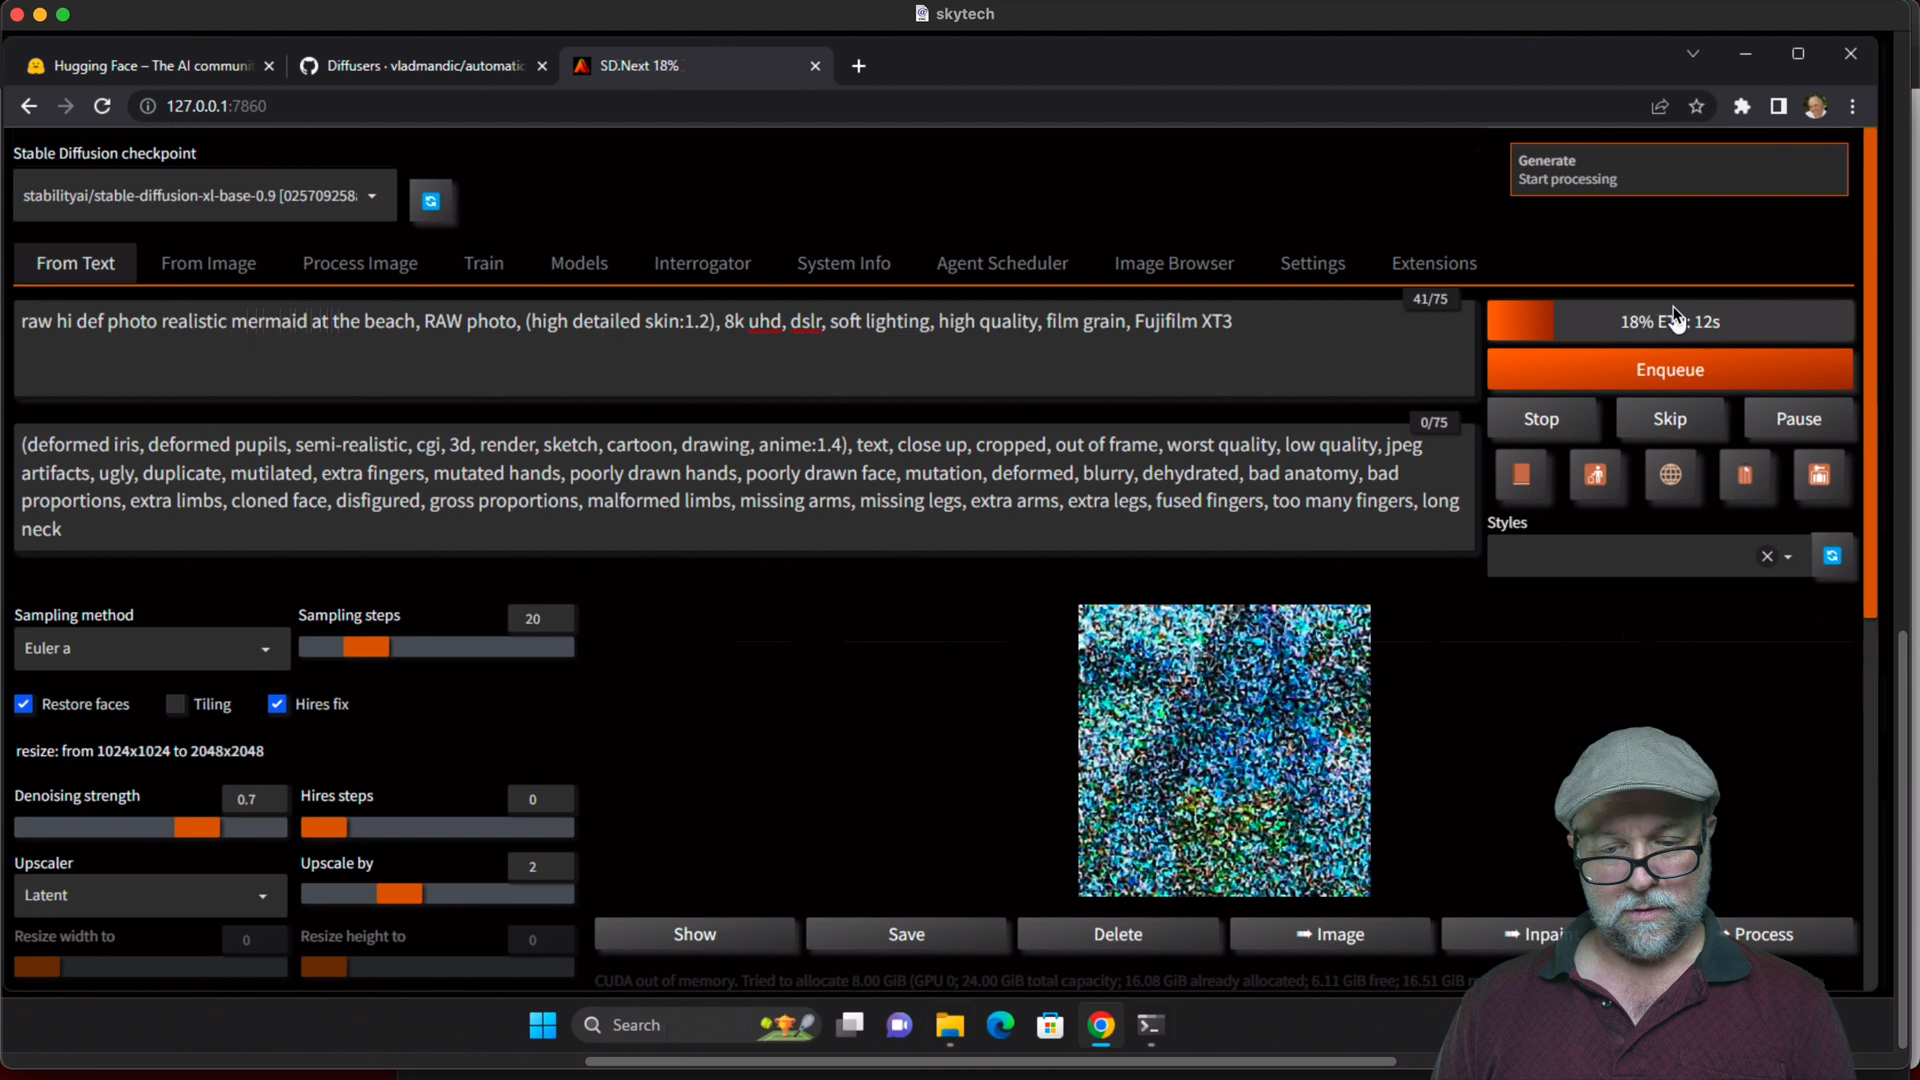 skytech
Hugging Face – The AI communi
Diffusers · vladmandic/automatic
SD.Next 18%
127.0.0.1:7860
Stable Diffusion checkpoint
Generate
Start processing
stabilityai/stable-diffusion-xl-base-0.9 [025709258
From Text
From Image
Process Image
Train
Models
Interrogator
System Info
Agent Scheduler
Image Browser
Settings
Extensions
41/75
raw hi def photo realistic mermaid at the beach, RAW photo, (high detailed skin:1.2), 8k uhd, dslr, soft lighting, high quality, film grain, Fujifilm XT3
18% 12s
Enqueue
0/75
Stop
Skip
Pause
(deformed iris, deformed pupils, semi-realistic, cgi, 3d, render, sketch, cartoon, drawing, anime:1.4), text, close up, cropped, out of frame, worst quality, low quality, jpeg
artifacts, ugly, duplicate, mutilated, extra fingers, mutated hands, poorly drawn hands, poorly drawn face, mutation, deformed, blurry, dehydrated, bad anatomy, bad
proportions, extra limbs, cloned face, disfigured, gross proportions, malformed limbs, missing arms, missing legs, extra arms, extra legs, fused fingers, too many fingers, long
neck
Styles
Sampling method
Sampling steps
20
Euler a
Restore faces
Tiling
Hires fix
resize: from 1024x1024 to 2048x2048
Denoising strength
0.7
Hires steps
0
Upscaler
Upscale by
2
Latent
Resize width to
0
Resize height to
0
Show
Save
Delete
➡ Image
➡ Inpai
Process
CUDA out of memory. Tried to allocate 8.00 GiB (GPU 0; 24.00 GiB total capacity; 16.08 GiB already allocated; 6.11 GiB free; 16.51 GiB
Search